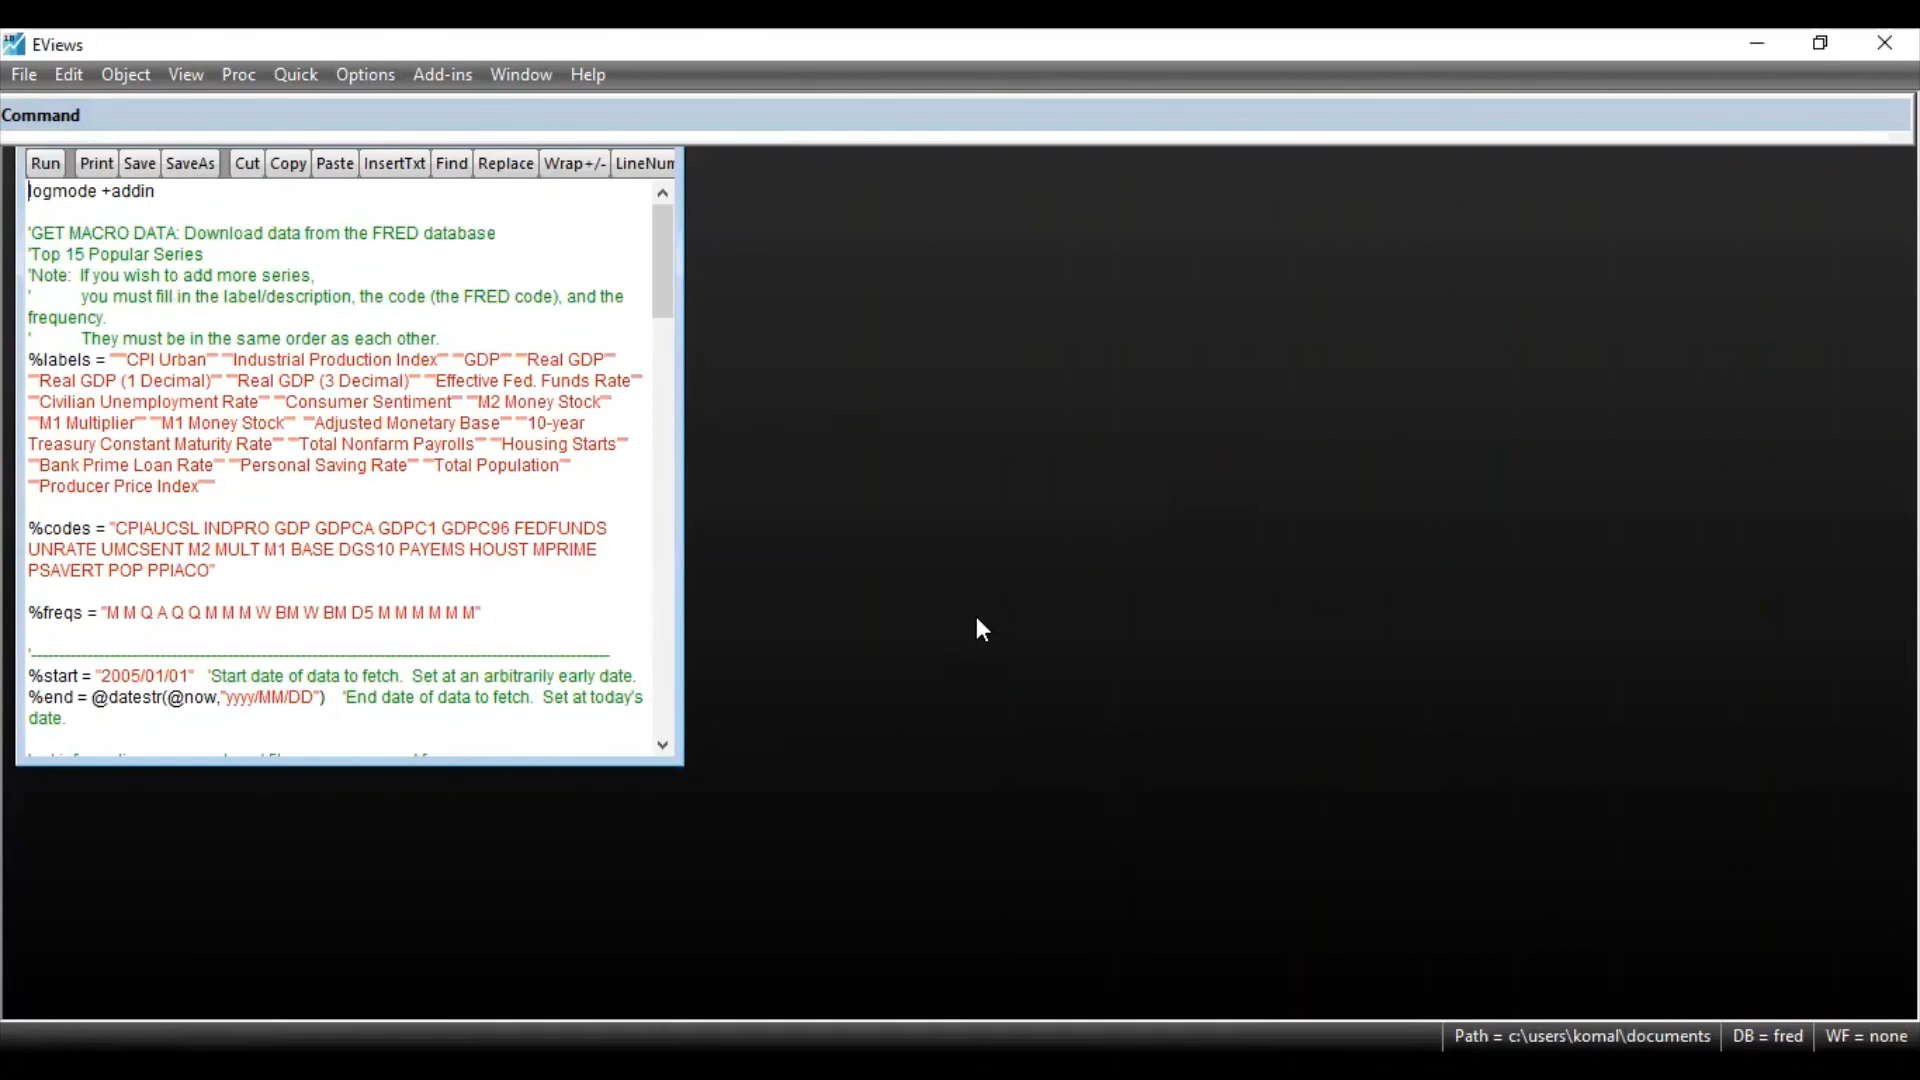 EViews
File Edit Object View Proc Quick Options Add-ins Window Help
Command
Run Print Save SaveAs Cut Copy Paste InsertTxt Find Replace Wrap+/- LineNum
logmode +addin
'GET MACRO DATA: Download data from the FRED database
'Top 15 Popular Series
'Note:  If you wish to add more series,
'          you must fill in the label/description, the code (the FRED code), and the
frequency.
'          They must be in the same order as each other.
%labels = """CPI Urban"" ""Industrial Production Index"" ""GDP"" ""Real GDP""
""Real GDP (1 Decimal)"" ""Real GDP (3 Decimal)"" ""Effective Fed. Funds Rate""
""Civilian Unemployment Rate"" ""Consumer Sentiment"" ""M2 Money Stock""
""M1 Multiplier"" ""M1 Money Stock""  ""Adjusted Monetary Base"" ""10-year
Treasury Constant Maturity Rate"" ""Total Nonfarm Payrolls"" ""Housing Starts""
""Bank Prime Loan Rate"" ""Personal Saving Rate"" ""Total Population""
""Producer Price Index"""
%codes = "CPIAUCSL INDPRO GDP GDPCA GDPC1 GDPC96 FEDFUNDS
UNRATE UMCSENT M2 MULT M1 BASE DGS10 PAYEMS HOUST MPRIME
PSAVERT POP PPIACO"
%freqs = "M M Q A Q Q M M M W BM W BM D5 M M M M M M"
%start = "2005/01/01"   'Start date of data to fetch.  Set at an arbitrarily early date.
%end = @datestr(@now,"yyyy/MM/DD")    'End date of data to fetch.  Set at today's
date.
Path = c:\users\komal\documents DB = fred WF = none